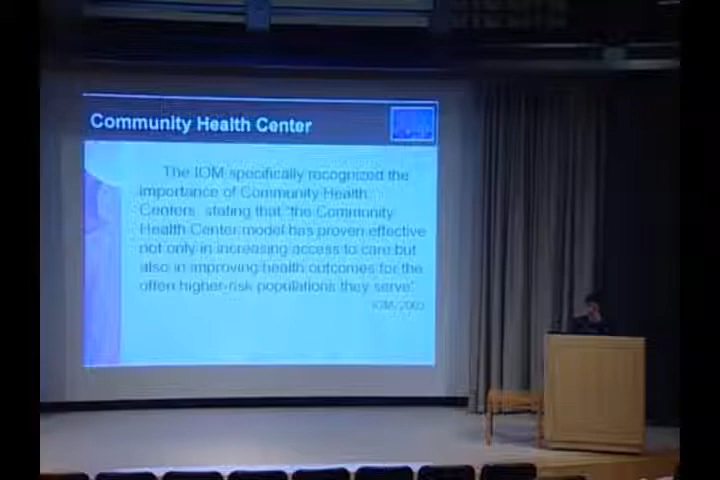 Community Health Center
The IOM specifically recognized the
importance of Community Health
Centers, stating that "the Community
Health Center model has proven effective
not only in increasing access to care but
also in improving health outcomes for the
often higher-risk populations they serve"